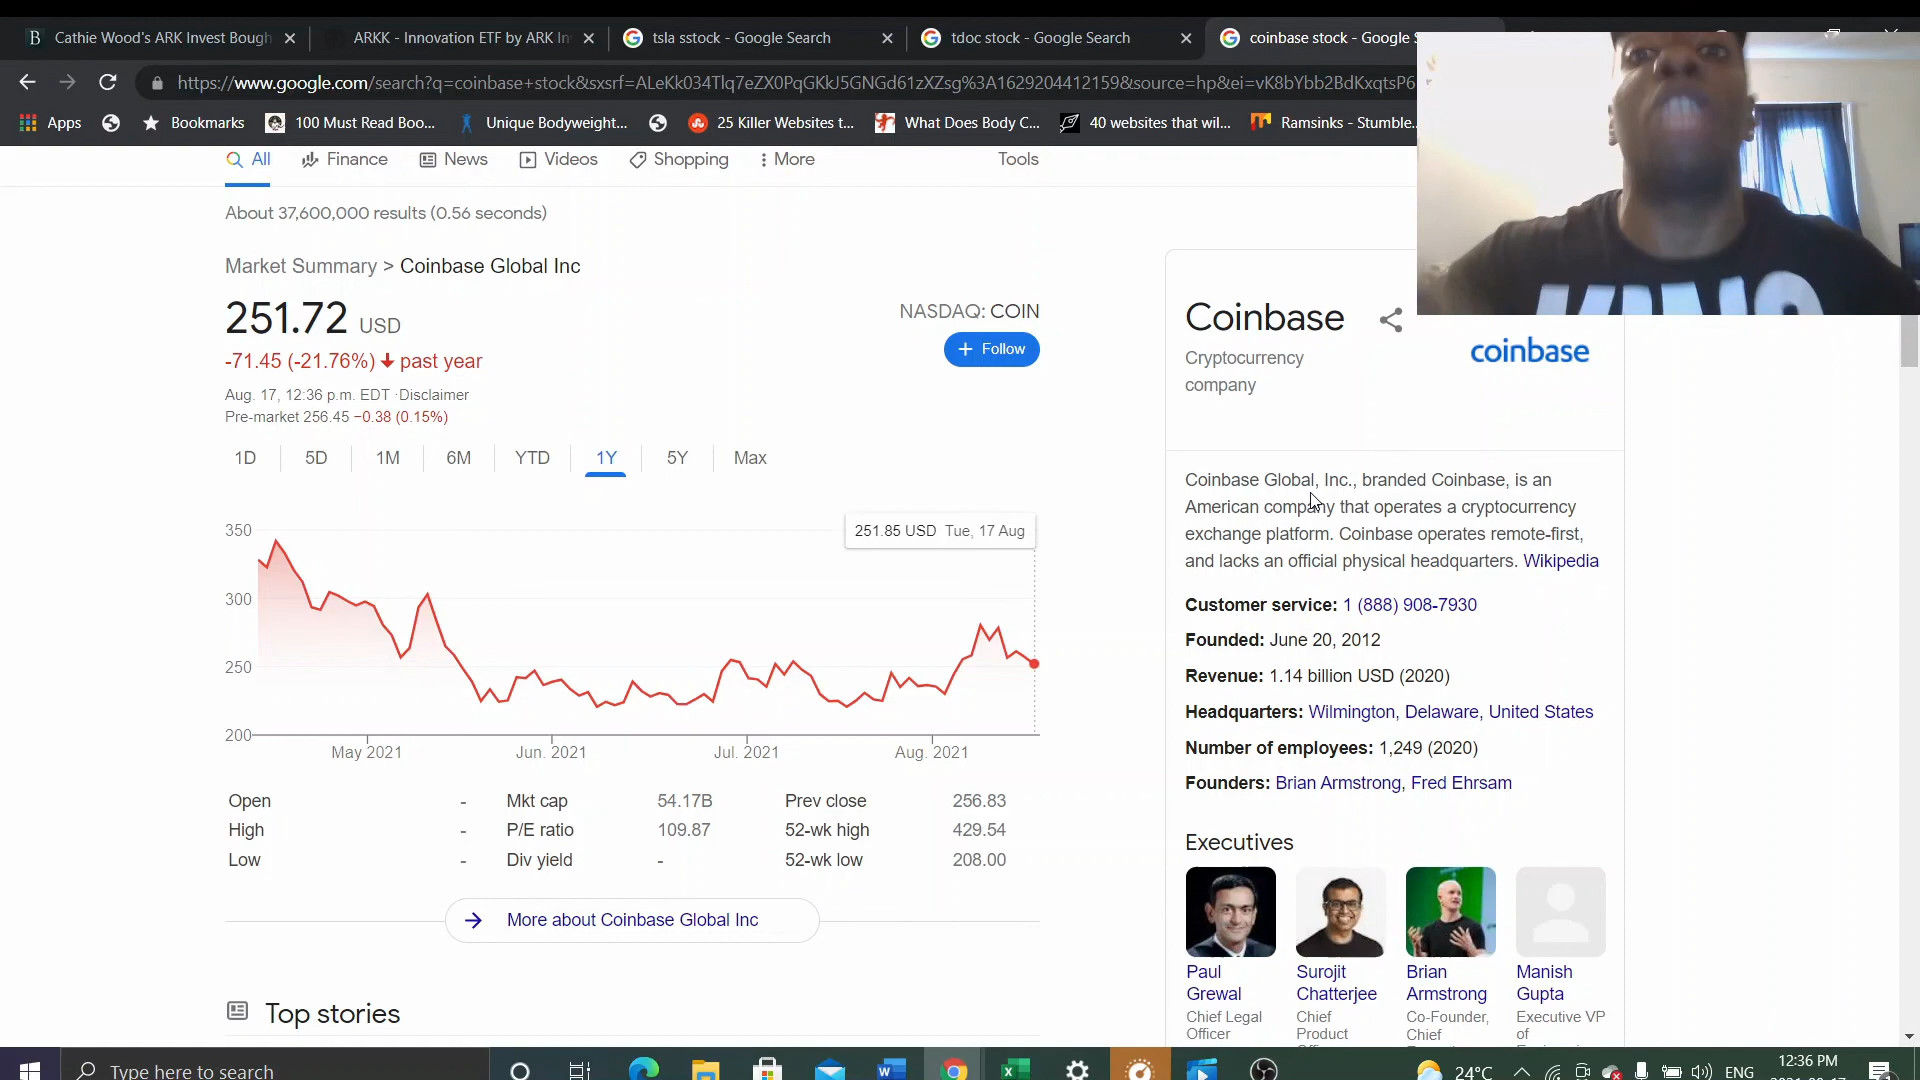 Cathie Wood's ARK Invest Bough
ARKK - Innovation ETF by ARK In
tsla sstock - Google Search
tdoc stock - Google Search
coinbase stock - Google S
https://www.google.com/search?q=coinbase+stock&sxsrf=ALeKk034Tlq7eZX0PqGKkJ5GNGd61zXZsg%3A1629204412159&source=hp&ei=vK8bYbb2BdKxqtsP6
Apps
Bookmarks
100 Must Read Boo...
Unique Bodyweight...
25 Killer Websites t...
What Does Body C...
40 websites that wil...
Ramsinks - Stumble...
All
Finance
News
Videos
Shopping
More
Tools
About 37,600,000 results (0.56 seconds)
Market Summary > Coinbase Global Inc
251.72 USD
NASDAQ: COIN
+ Follow
-71.45 (-21.76%) past year
Aug. 17, 12:36 p.m. EDT ·Disclaimer
Pre-market 256.45 −0.38 (0.15%)
1D
5D
1M
6M
YTD
1Y
5Y
Max
251.85 USD Tue, 17 Aug
350
300
250
200
May 2021
Jun. 2021
Jul. 2021
Aug. 2021
Open -
Mkt cap 54.17B
Prev close 256.83
High -
P/E ratio 109.87
52-wk high 429.54
Low -
Div yield -
52-wk low 208.00
More about Coinbase Global Inc
Top stories
Coinbase
Cryptocurrency
company
coinbase
Coinbase Global, Inc., branded Coinbase, is an
American company that operates a cryptocurrency
exchange platform. Coinbase operates remote-first,
and lacks an official physical headquarters. Wikipedia
Customer service: 1 (888) 908-7930
Founded: June 20, 2012
Revenue: 1.14 billion USD (2020)
Headquarters: Wilmington, Delaware, United States
Number of employees: 1,249 (2020)
Founders: Brian Armstrong, Fred Ehrsam
Executives
Paul
Grewal
Chief Legal
Officer
Surojit
Chatterjee
Chief
Product
Brian
Armstrong
Co-Founder,
Chief
Manish
Gupta
Executive VP
of
Type here to search
24°C
ENG
12:36 PM